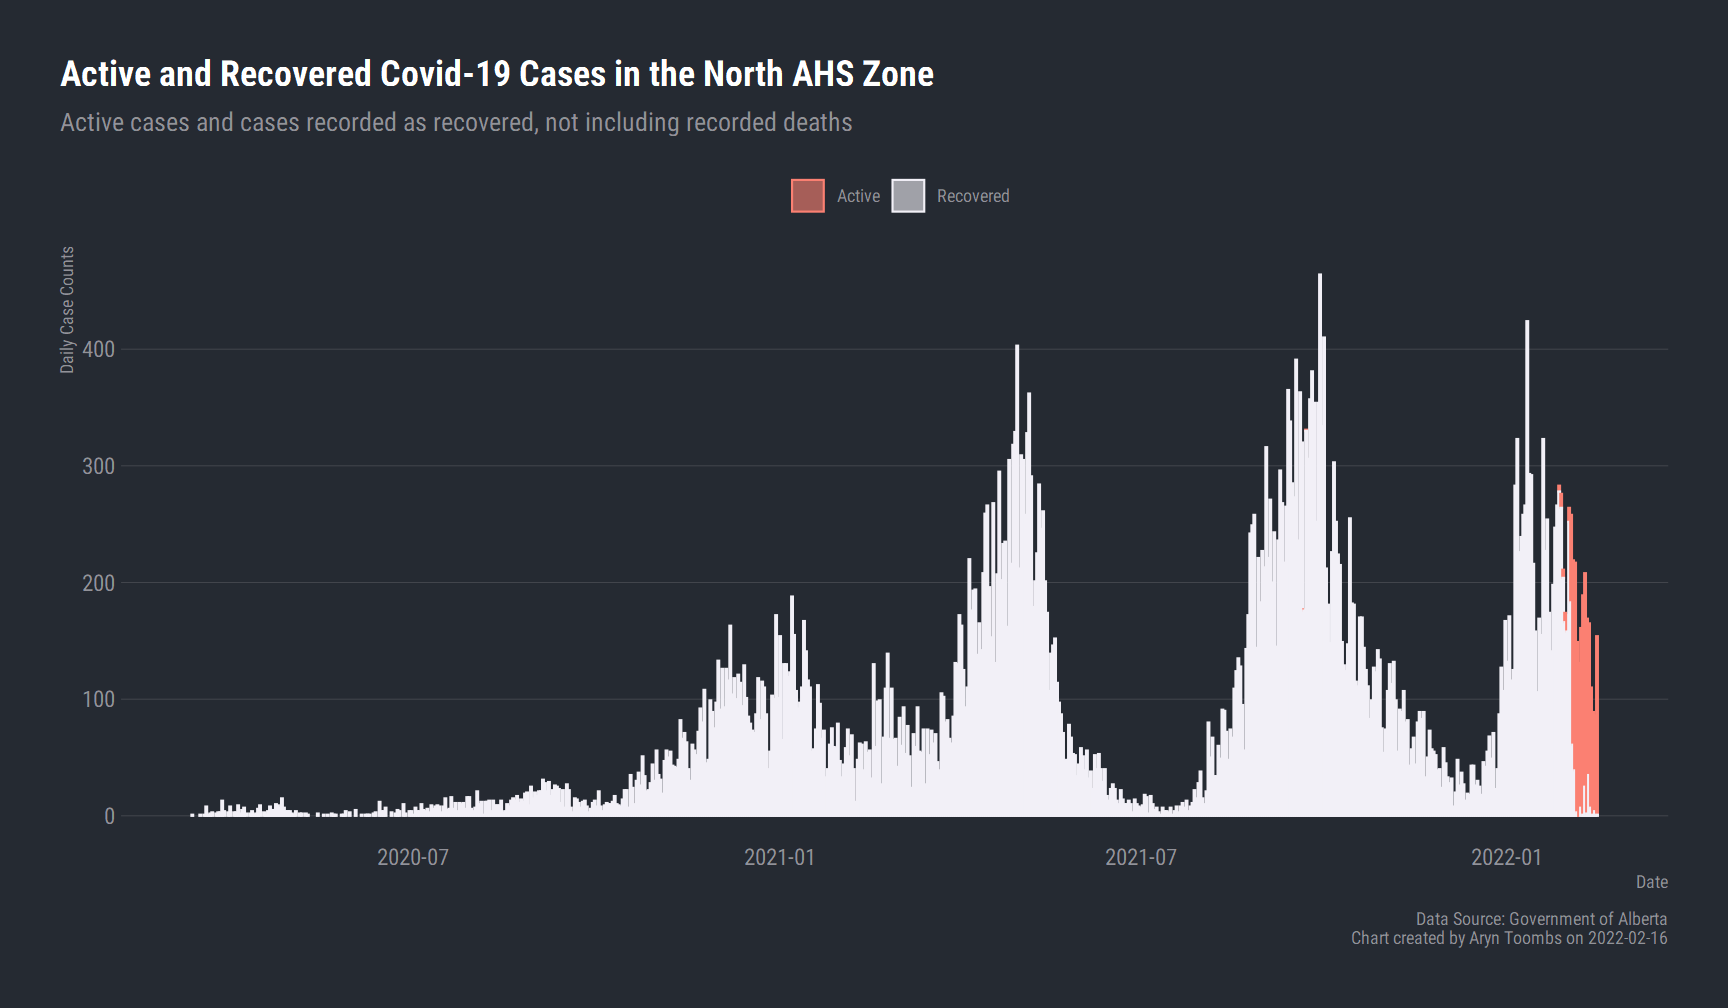 Active and Recovered Covid-19 Cases in the North AHS Zone
Active cases and cases recorded as recovered, not including recorded deaths
Active
Recovered
Daily Case Counts
400
300
200
100
0
2020-07
2021-01
2021-07
2022-01
Date
Data Source: Government of Alberta
Chart created by Aryn Toombs on 2022-02-16